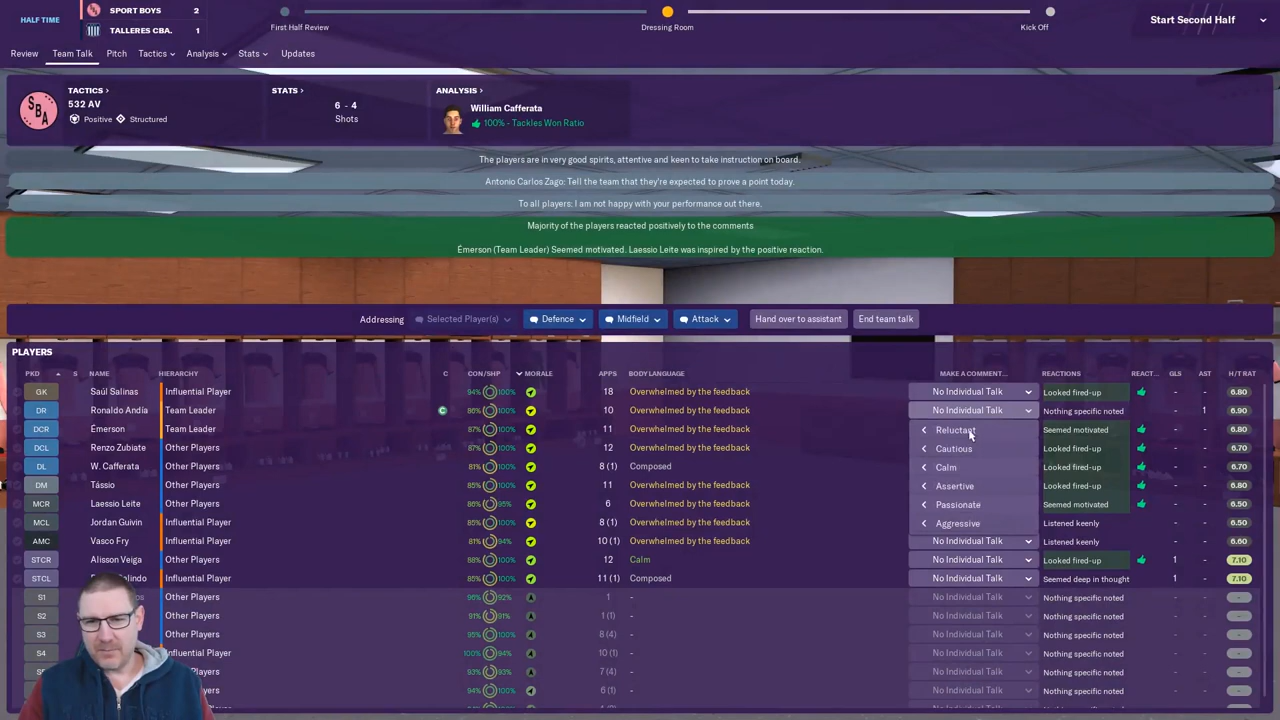 HALF TIME
SPORT BOYS 2
TALLERES CBA. 1
First Half Review
Dressing Room
Kick Off
Start Second Half
Review Team Talk Pitch Tactics Analysis Stats Updates
TACTICS >
532 AV
Positive Structured
STATS >
6 - 4
Shots
ANALYSIS >
William Cafferata
100% - Tackles Won Ratio
SBA
The players are in very good spirits, attentive and keen to take instruction on board.
Antonio Carlos Zago: Tell the team that they're expected to prove a point today.
To all players: I am not happy with your performance out there.
Majority of the players reacted positively to the comments
Émerson (Team Leader) Seemed motivated. Laessio Leite was inspired by the positive reaction.
Addressing Selected Player(s) Defence Midfield Attack Hand over to assistant End team talk
PLAYERS
PKD S NAME HIERARCHY C CON/SHP MORALE APPS BODY LANGUAGE MAKE A COMMENT... REACTIONS REACT... GLS AST H/T RAT
GK Saúl Salinas Influential Player 94% 100% 18 Overwhelmed by the feedback No Individual Talk Looked fired-up - - 6.80
DR Ronaldo Andía Team Leader C 86% 100% 10 Overwhelmed by the feedback No Individual Talk Nothing specific noted - 1 6.90
DCR Émerson Team Leader 87% 100% 11 Overwhelmed by the feedback Reluctant Seemed motivated - - 6.80
DCL Renzo Zubiate Other Players 87% 100% 12 Overwhelmed by the feedback Cautious Looked fired-up - - 6.70
DL W. Cafferata Other Players 81% 100% 8 (1) Composed Calm Looked fired-up - - 6.70
DM Tássio Other Players 85% 100% 11 Overwhelmed by the feedback Assertive Looked fired-up - - 6.80
MCR Laessio Leite Other Players 86% 95% 6 Overwhelmed by the feedback Passionate Seemed motivated - - 6.50
MCL Jordan Guivin Influential Player 85% 100% 8 (1) Overwhelmed by the feedback Aggressive Listened keenly - - 6.50
AMC Vasco Fry Influential Player 81% 94% 10 (1) Overwhelmed by the feedback No Individual Talk Listened keenly - - 6.60
STCR Alisson Veiga Other Players 88% 100% 12 Calm No Individual Talk Looked fired-up 1 - 7.10
STCL Influential Player 85% 100% 11 (1) Composed No Individual Talk Seemed deep in thought 1 - 7.10
S1 Other Players 96% 92% 1 - No Individual Talk Nothing specific noted - - -
S2 Other Players 91% 91% 1 (1) - No Individual Talk Nothing specific noted - - -
S3 Other Players 95% 100% 8 (4) - No Individual Talk Nothing specific noted - - -
S4 Influential Player 100% 94% 10 (1) - No Individual Talk Nothing specific noted - - -
Players 93% 93% 7 (4) - No Individual Talk Nothing specific noted - - -
Players 94% 100% 6 (1) - No Individual Talk Nothing specific noted - - -